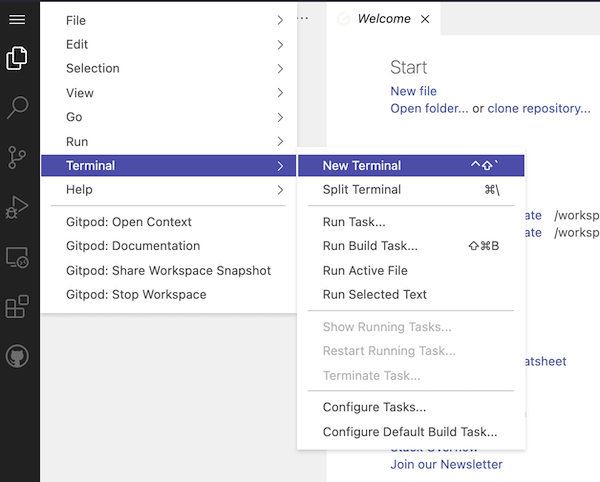 File
Edit
Selection
View
Go
Run
Terminal
Help
Gitpod: Open Context
Gitpod: Documentation
Gitpod: Share Workspace Snapshot
Gitpod: Stop Workspace
New Terminal ⌃⇧`
Split Terminal ⌘\
Run Task...
Run Build Task... ⇧⌘B
Run Active File
Run Selected Text
Show Running Tasks...
Restart Running Task...
Terminate Task...
Configure Tasks...
Configure Default Build Task...
Welcome
Start
New file
Open folder... or clone repository...
ate /worksp
ate /worksp
atsheet
Stack Overflow
Join our Newsletter